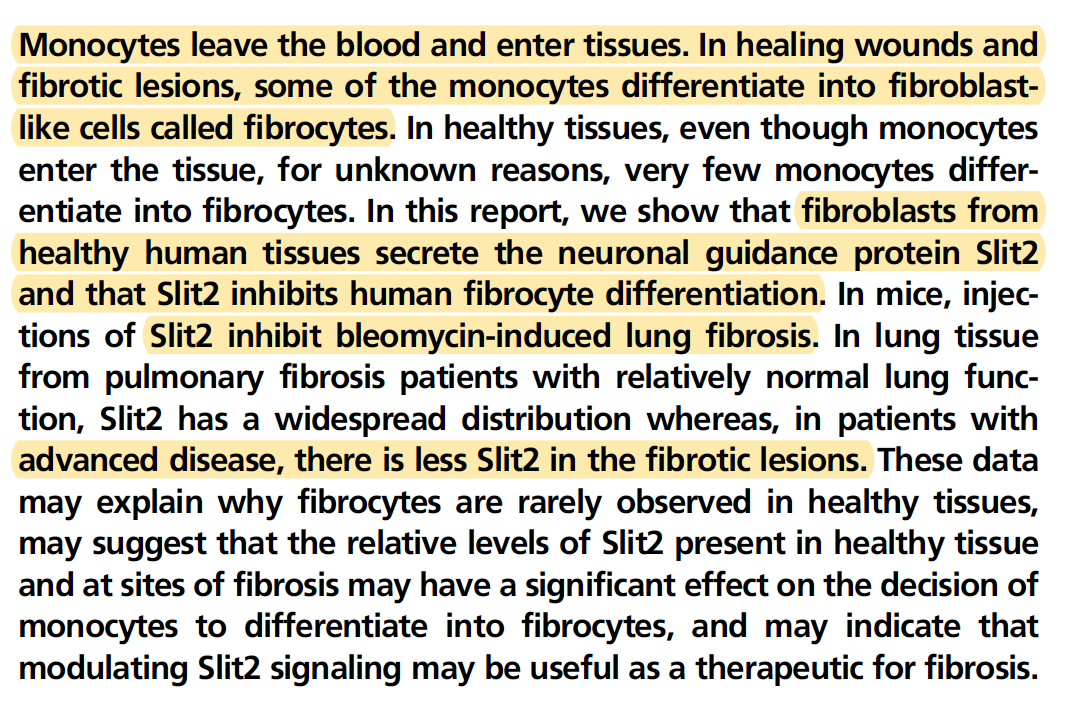 Monocytes leave the blood and enter tissues. In healing wounds and
fibrotic lesions, some of the monocytes differentiate into fibroblast-
like cells called fibrocytes. In healthy tissues, even though monocytes
enter the tissue, for unknown reasons, very few monocytes differ-
entiate into fibrocytes. In this report, we show that fibroblasts from
healthy human tissues secrete the neuronal guidance protein Slit2
and that Slit2 inhibits human fibrocyte differentiation. In mice, injec-
tions of Slit2 inhibit bleomycin-induced lung fibrosis. In lung tissue
from pulmonary fibrosis patients with relatively normal lung func-
tion, Slit2 has a widespread distribution whereas, in patients with
advanced disease, there is less Slit2 in the fibrotic lesions. These data
may explain why fibrocytes are rarely observed in healthy tissues,
may suggest that the relative levels of Slit2 present in healthy tissue
and at sites of fibrosis may have a significant effect on the decision of
monocytes to differentiate into fibrocytes, and may indicate that
modulating Slit2 signaling may be useful as a therapeutic for fibrosis.